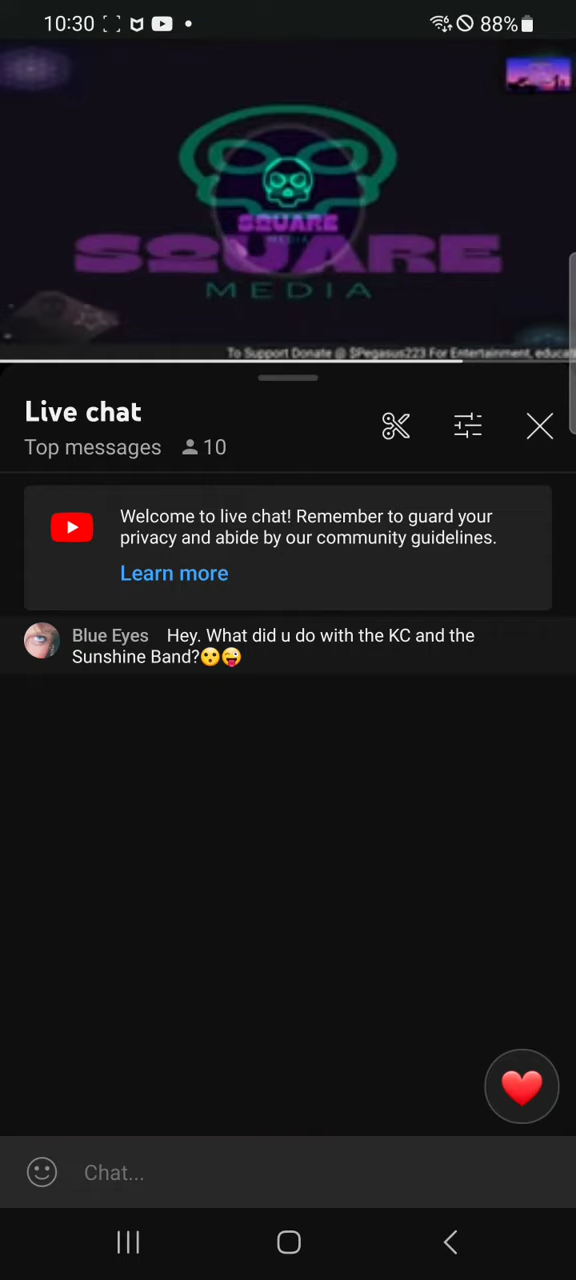 10:30
88%
SQUARE
MEDIA
SQUARE
MEDIA
To Support Donate @ $Pegasus223 For Entertainment, educat
Live chat
Top messages 10
Welcome to live chat! Remember to guard your
privacy and abide by our community guidelines.
Learn more
Blue Eyes Hey. What did u do with the KC and the
Sunshine Band?😮😜
Chat...